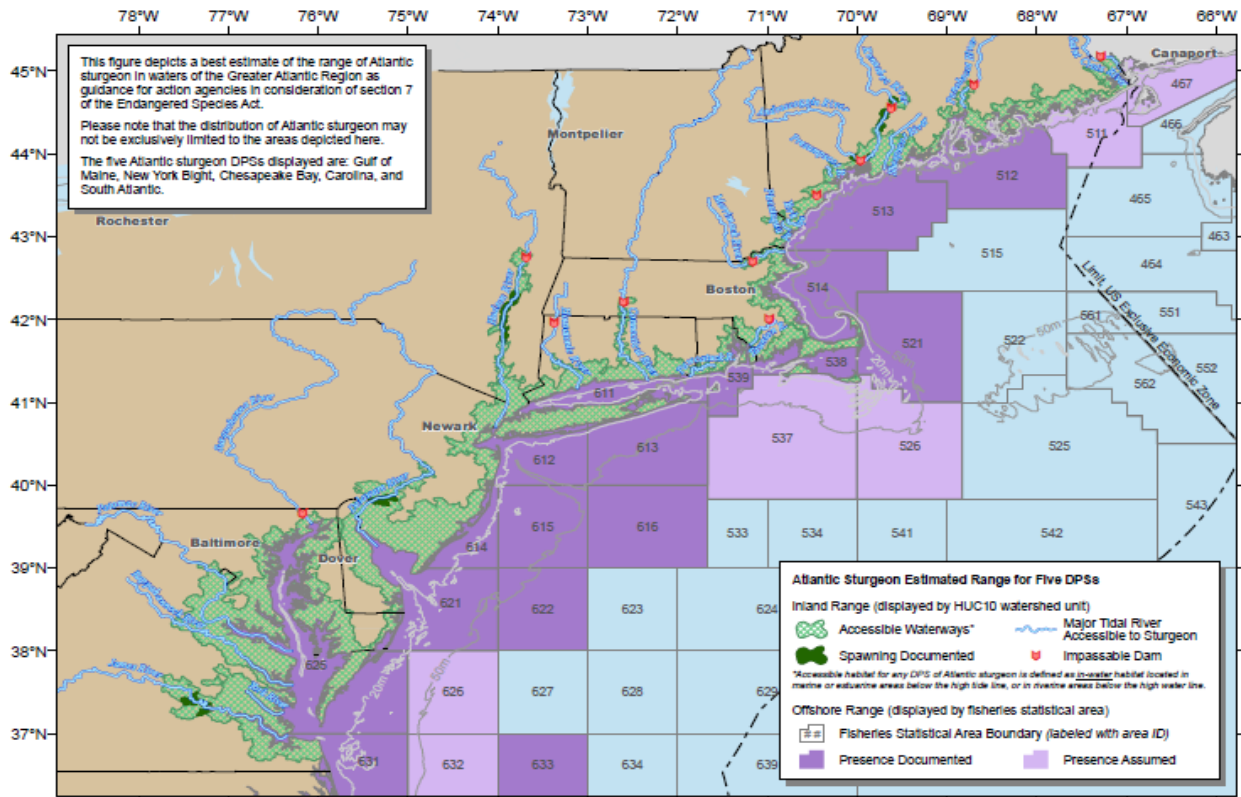 78°W 77°W 76°W 75°W 74°W 73°W 72°W 71°W 70°W 69°W 68°W 67°W 66°W
This figure depicts a best estimate of the range of Atlantic
sturgeon in waters of the Greater Atlantic Region as
guidance for action agencies in consideration of section 7
of the Endangered Species Act.
Please note that the distribution of Atlantic sturgeon may
not be exclusively limited to the areas depicted here.
The five Atlantic sturgeon DPSs displayed are: Gulf of
Maine, New York Bight, Chesapeake Bay, Carolina, and
South Atlantic.
45°N
44°N
43°N
42°N
41°N
40°N
39°N
38°N
37°N
Canaport
Montpelier
Rochester
Boston
Newark
Baltimore
Dover
467
466
511
512
465
513
463
515
464
514
561
551
521
522
552
538
562
539
611
537
526
525
613
612
543
615
616
533
534
541
542
614
621
622
623
624
625
626
627
628
629
631
632
633
634
639
50m
20m
50m
20m
50m
Limit, US Exclusive Economic Zone
Atlantic Sturgeon Estimated Range for Five DPSs
Inland Range (displayed by HUC10 watershed unit)
Accessible Waterways*
Major Tidal River
Accessible to Sturgeon
Spawning Documented
Impassable Dam
*Accessible habitat for any DPS of Atlantic sturgeon is defined as in-water habitat located in
marine or estuarine areas below the high tide line, or in riverine areas below the high water line.
Offshore Range (displayed by fisheries statistical area)
## Fisheries Statistical Area Boundary (labeled with area ID)
Presence Documented
Presence Assumed